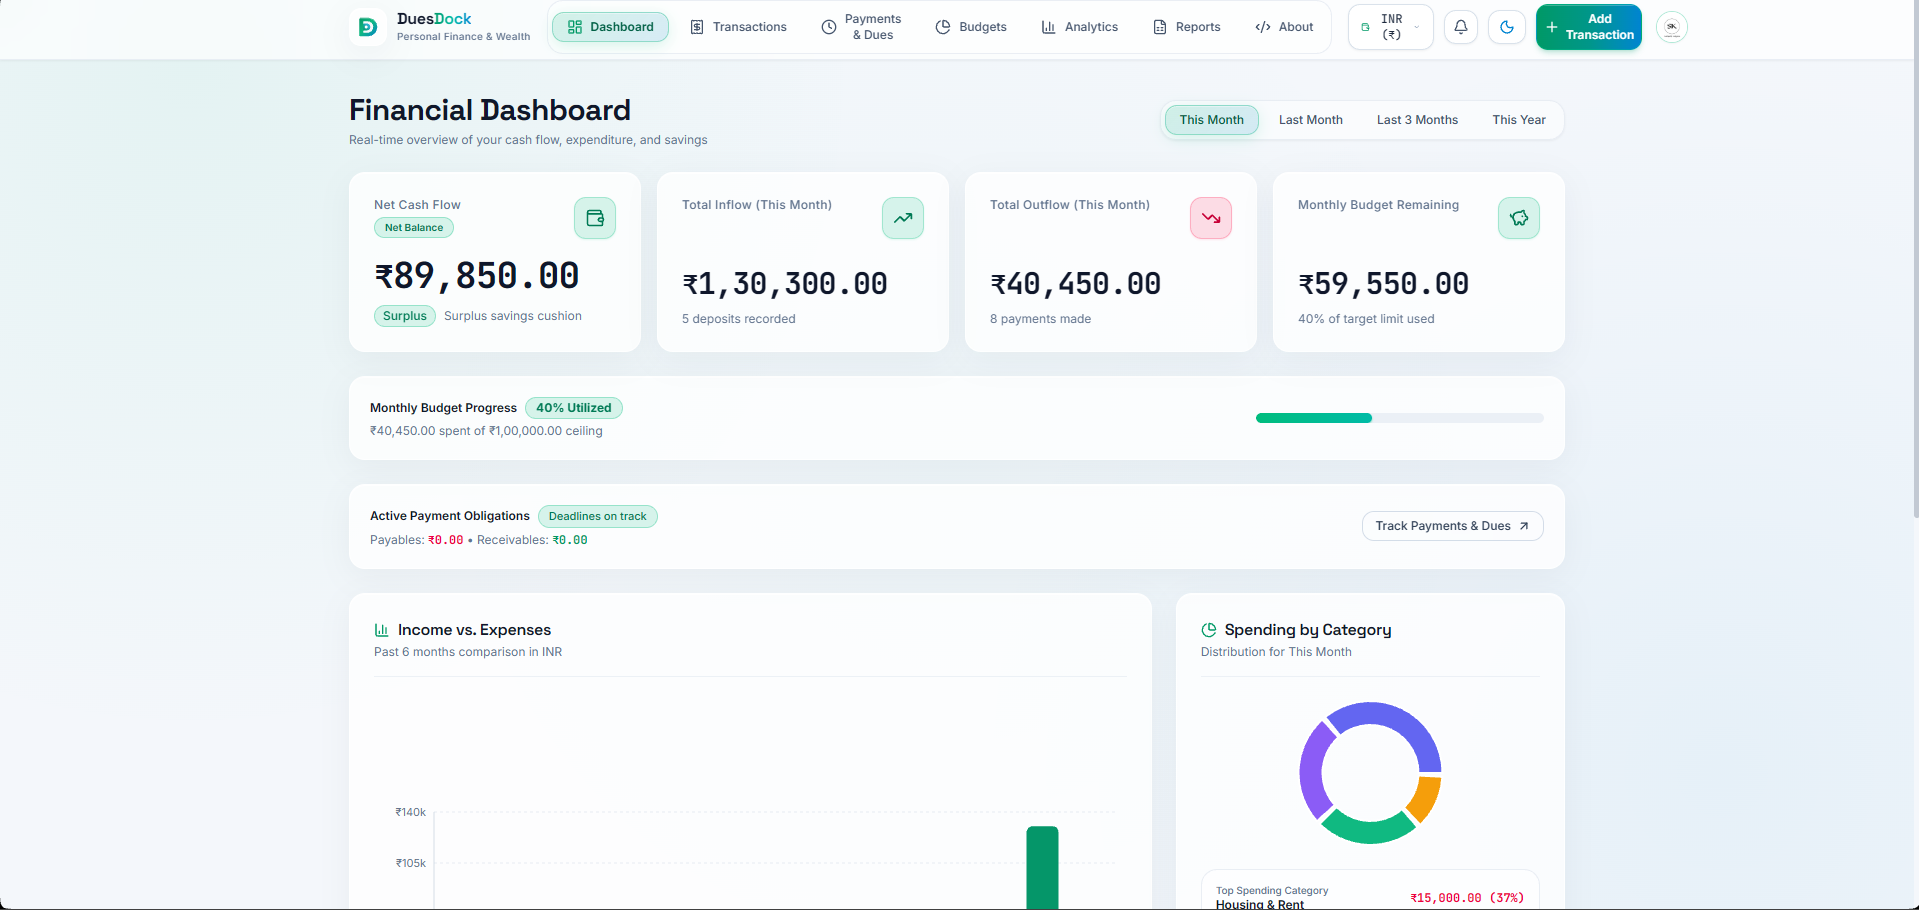 DuesDock
Personal Finance & Wealth
Dashboard
Transactions
Payments
& Dues
Budgets
Analytics
Reports
About
INR
(₹)
Add
Transaction
SK
Financial Dashboard
Real-time overview of your cash flow, expenditure, and savings
This Month
Last Month
Last 3 Months
This Year
Net Cash Flow
Net Balance
₹89,850.00
Surplus
Surplus savings cushion
Total Inflow (This Month)
₹1,30,300.00
5 deposits recorded
Total Outflow (This Month)
₹40,450.00
8 payments made
Monthly Budget Remaining
₹59,550.00
40% of target limit used
Monthly Budget Progress
40% Utilized
₹40,450.00 spent of ₹1,00,000.00 ceiling
Active Payment Obligations
Deadlines on track
Payables: ₹0.00 • Receivables: ₹0.00
Track Payments & Dues
Income vs. Expenses
Past 6 months comparison in INR
₹140k
₹105k
Spending by Category
Distribution for This Month
Top Spending Category
Housing & Rent
₹15,000.00 (37%)